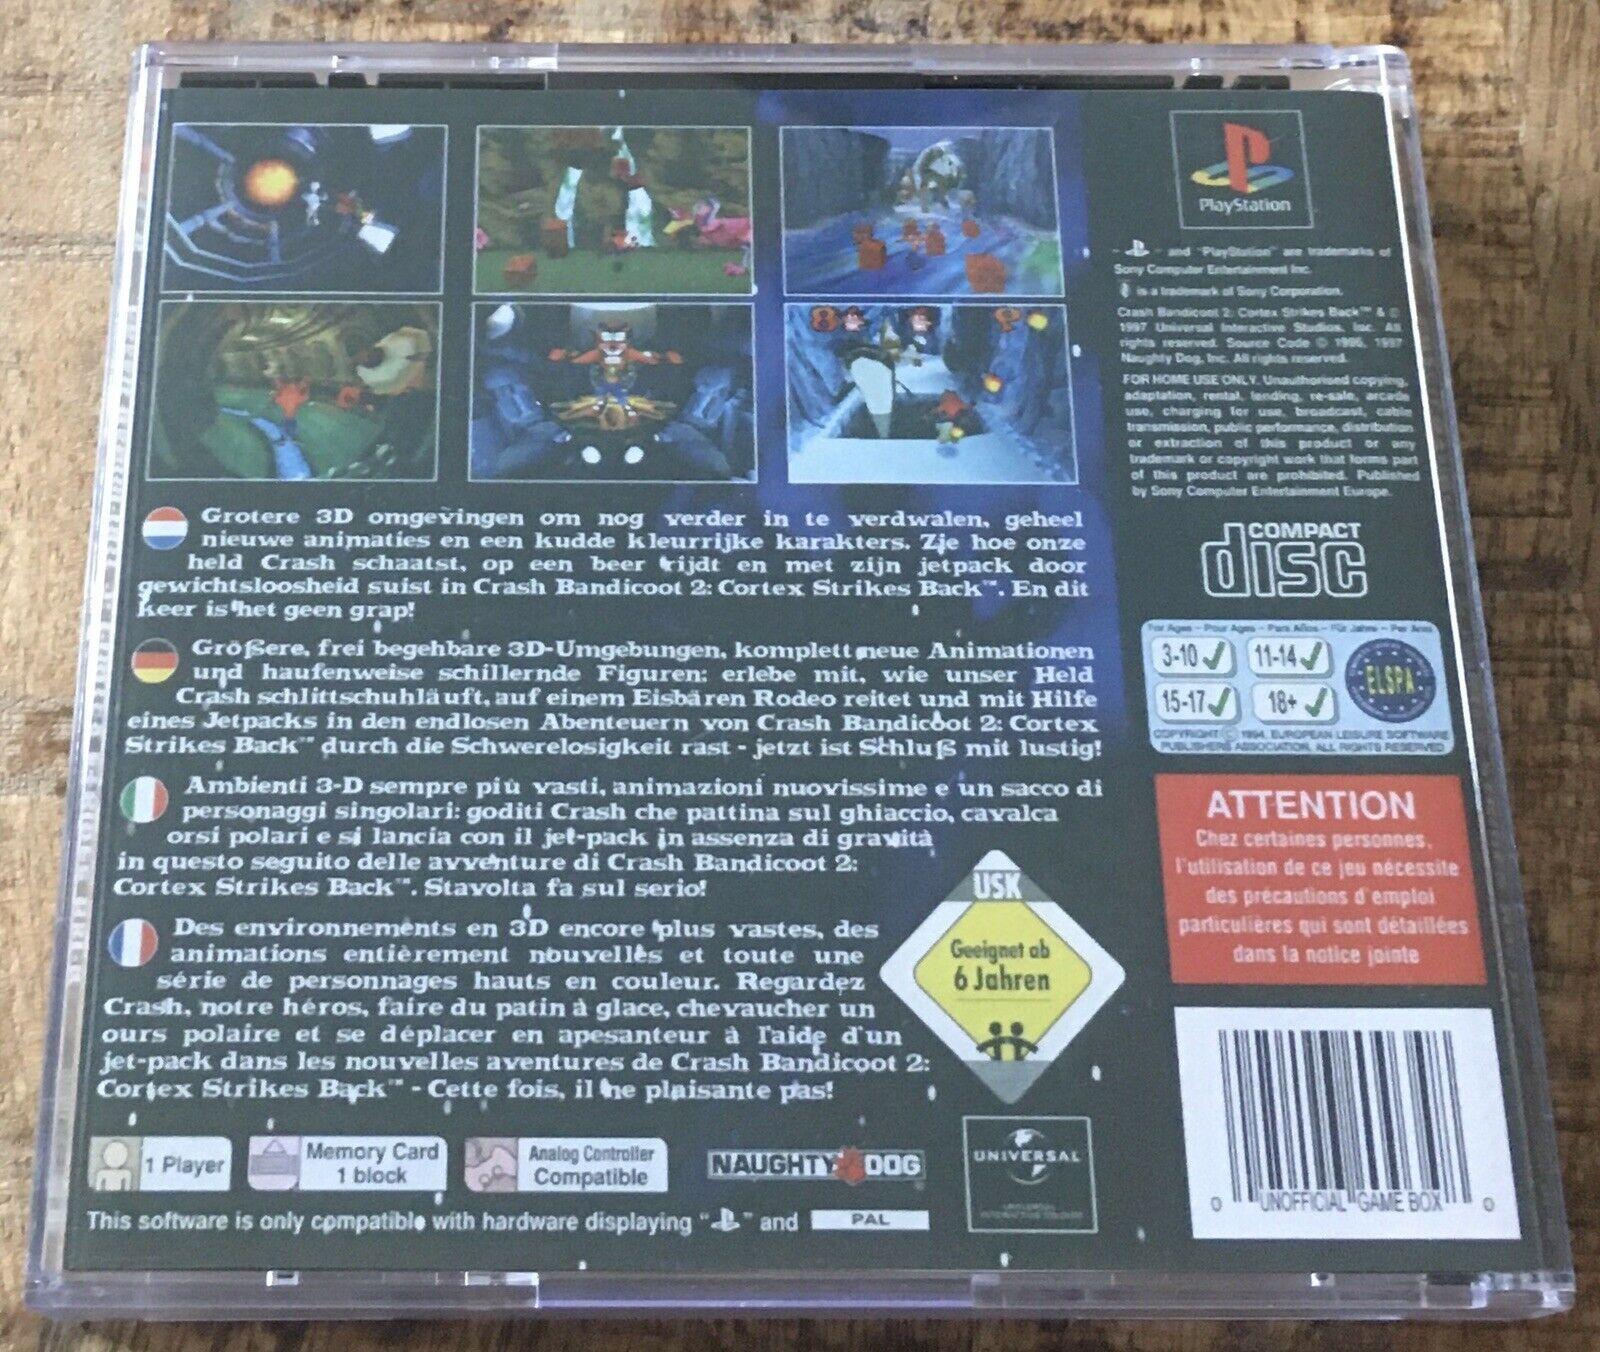 PlayStation
" and "PlayStation" are trademarks of
Sony Computer Entertainment Inc.
is a trademark of Sony Corporation.
Crash Bandicoot 2: Cortex Strikes Back™ & ©
1997 Universal Interactive Studios, Inc. All
rights reserved. Source Code © 1996, 1997
Naughty Dog, Inc. All rights reserved.
FOR HOME USE ONLY. Unauthorised copying,
adaptation, rental, lending, re-sale, arcade
use, charging for use, broadcast, cable
transmission, public performance, distribution
or extraction of this product or any
trademark or copyright work that forms part
of this product are prohibited. Published
by Sony Computer Entertainment Europe.
COMPACT
disc
For Ages - Pour Ages - Para Años - für Jahre - Per Anni
3-10 11-14
15-17 18+
ELSPA
COPYRIGHT © 1994, EUROPEAN LEISURE SOFTWARE
PUBLISHERS ASSOCIATION, ALL RIGHTS RESERVED
ATTENTION
Chez certaines personnes,
l'utilisation de ce jeu nécessite
des précautions d'emploi
particulières qui sont détaillées
dans la notice jointe
Grotere 3D omgevingen om nog verder in te verdwalen, geheel
nieuwe animaties en een kudde kleurrijke karakters. Zie hoe onze
held Crash schaatst, op een beer rijdt en met zijn jetpack door
gewichtsloosheid suist in Crash Bandicoot 2: Cortex Strikes Back™. En dit
keer is het geen grap!
Größere, frei begehbare 3D-Umgebungen, komplett neue Animationen
und haufenweise schillernde Figuren: erlebe mit, wie unser Held
Crash schlittschuhläuft, auf einem Eisbären Rodeo reitet und mit Hilfe
eines Jetpacks in den endlosen Abenteuern von Crash Bandicoot 2: Cortex
Strikes Back™ durch die Schwerelosigkeit rast - jetzt ist Schluß mit lustig!
Ambienti 3-D sempre più vasti, animazioni nuovissime e un sacco di
personaggi singolari: goditi Crash che pattina sul ghiaccio, cavalca
orsi polari e si lancia con il jet-pack in assenza di gravità
in questo seguito delle avventure di Crash Bandicoot 2:
Cortex Strikes Back™. Stavolta fa sul serio!
Des environnements en 3D encore plus vastes, des
animations entièrement nouvelles et toute une
série de personnages hauts en couleur. Regardez
Crash, notre héros, faire du patin à glace, chevaucher un
ours polaire et se déplacer en apesanteur à l'aide d'un
jet-pack dans les nouvelles aventures de Crash Bandicoot 2:
Cortex Strikes Back™ - Cette fois, il ne plaisante pas!
USK
Geeignet ab
6 Jahren
1 Player
Memory Card
1 block
Analog Controller
Compatible
NAUGHTY DOG
UNIVERSAL
UNIVERSAL
INTERACTIVE STUDIOS
This software is only compatible with hardware displaying " " and PAL
0 UNOFFICIAL GAME BOX 0